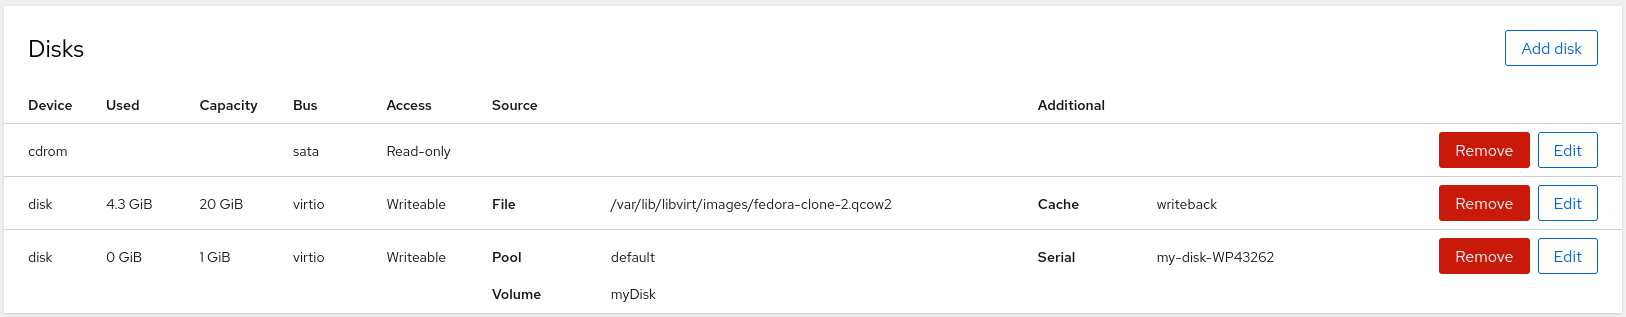 Disks
Add disk
Device Used Capacity Bus Access Source Additional
cdrom sata Read-only Remove Edit
disk 4.3 GiB 20 GiB virtio Writeable File /var/lib/libvirt/images/fedora-clone-2.qcow2 Cache writeback Remove Edit
disk 0 GiB 1 GiB virtio Writeable Pool default Serial my-disk-WP43262 Remove Edit
Volume myDisk